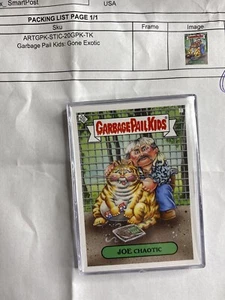 SmartPost
USA
PACKING LIST PAGE 1/1
Sku
Frame
Image
ARTGPK-STIC-20GPK-TK
Garbage Pail Kids: Gone Exotic
GARBAGE PAIL KIDS
JOE CHAOTIC